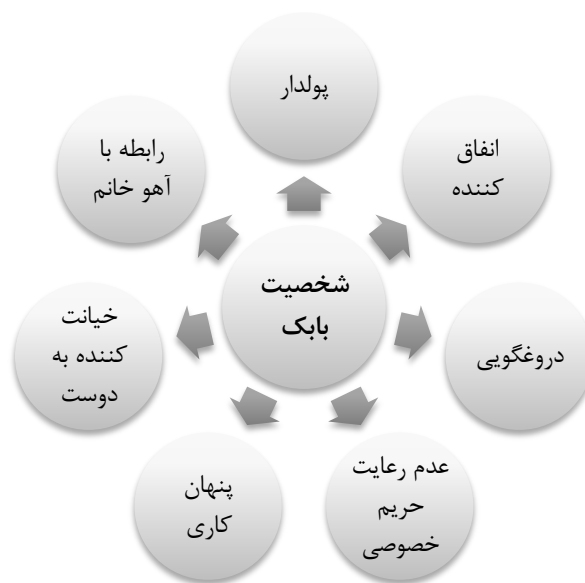 پولدار
انفاق
کننده
دروغگویی
عدم رعایت
حریم
خصوصی
پنهان
کاری
خیانت
کننده به
دوست
رابطه با
آهو خانم
شخصیت
بابک